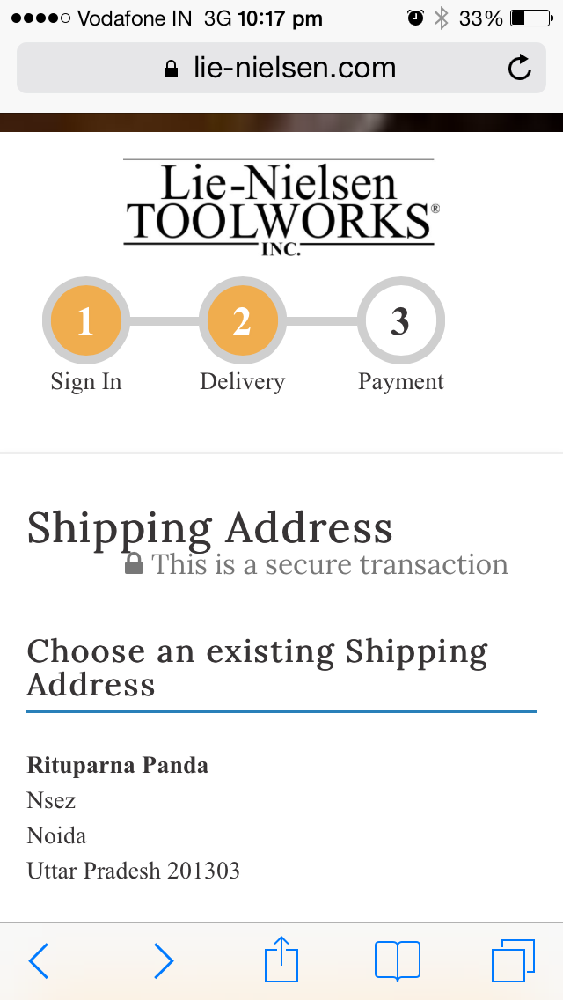 Vodafone IN 3G 10:17 pm 33%
lie-nielsen.com
Lie-Nielsen
TOOLWORKS®
INC.
1 2 3
Sign In Delivery Payment
Shipping Address
This is a secure transaction
Choose an existing Shipping
Address
Rituparna Panda
Nsez
Noida
Uttar Pradesh 201303